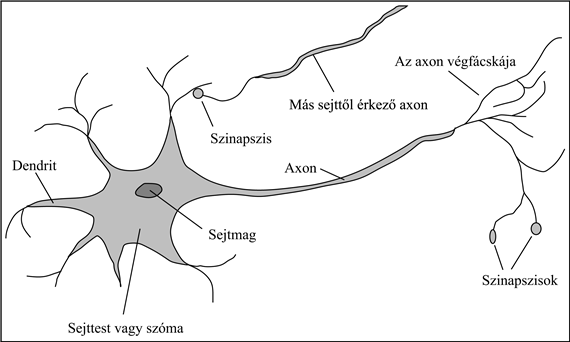 Az axon végfácskája
Más sejttől érkező axon
Szinapszis
Dendrit
Axon
Sejtmag
Szinapszisok
Sejttest vagy szóma